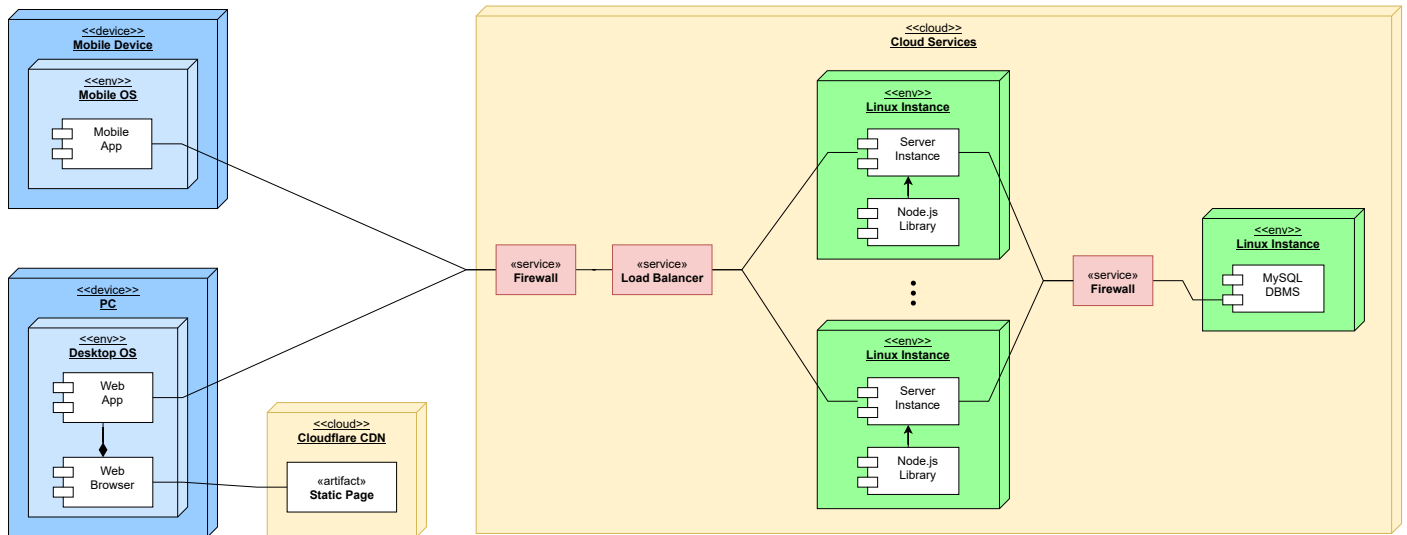 <<device>>
Mobile Device
<<env>>
Mobile OS
Mobile
App
<<device>>
PC
<<env>>
Desktop OS
Web
App
Web
Browser
<<cloud>>
Cloudflare CDN
«artifact»
Static Page
<<cloud>>
Cloud Services
«service»
Firewall
«service»
Load Balancer
<<env>>
Linux Instance
Server
Instance
Node.js
Library
<<env>>
Linux Instance
Server
Instance
Node.js
Library
«service»
Firewall
<<env>>
Linux Instance
MySQL
DBMS